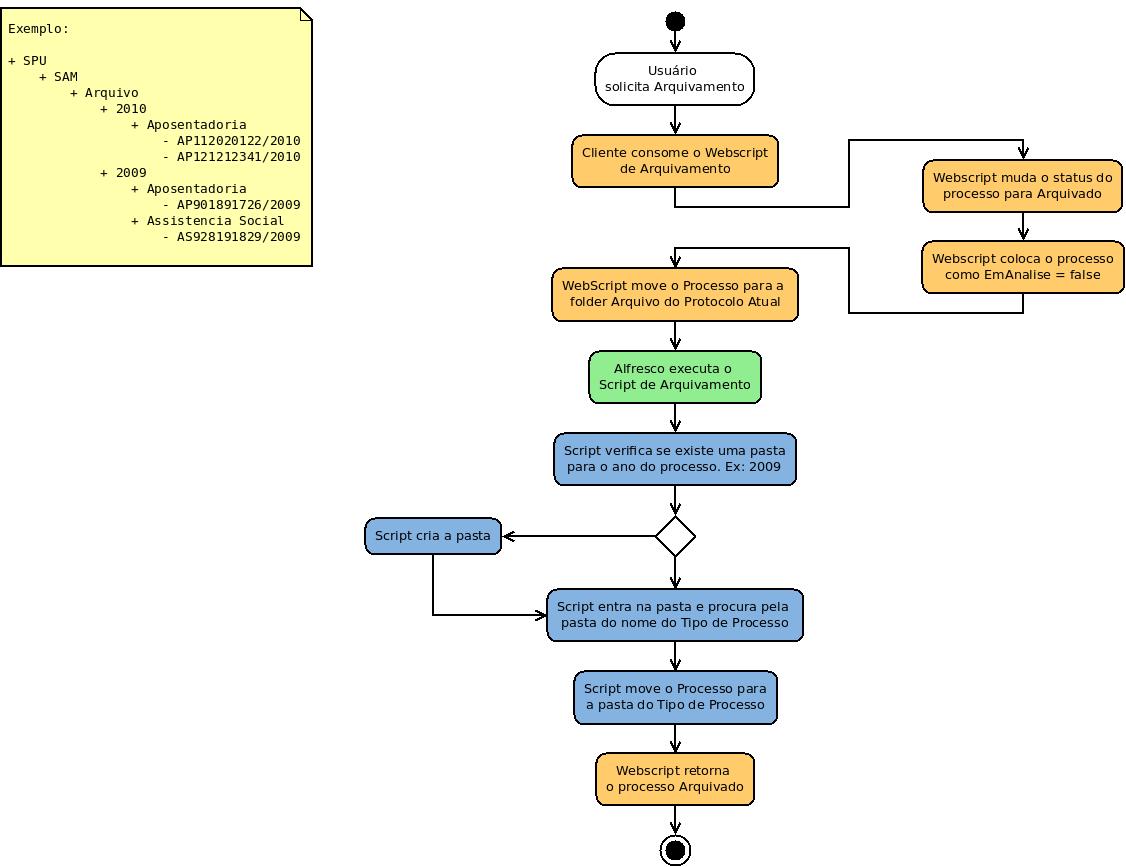 Exemplo:
+ SPU
+ SAM
+ Arquivo
+ 2010
+ Aposentadoria
- AP112020122/2010
- AP121212341/2010
+ 2009
+ Aposentadoria
- AP901891726/2009
+ Assistencia Social
- AS928191829/2009
Usuário
solicita Arquivamento
Cliente consome o Webscript
de Arquivamento
Webscript muda o status do
processo para Arquivado
Webscript coloca o processo
como EmAnalise = false
WebScript move o Processo para a
folder Arquivo do Protocolo Atual
Alfresco executa o
Script de Arquivamento
Script verifica se existe uma pasta
para o ano do processo. Ex: 2009
Script cria a pasta
Script entra na pasta e procura pela
pasta do nome do Tipo de Processo
Script move o Processo para
a pasta do Tipo de Processo
Webscript retorna
o processo Arquivado